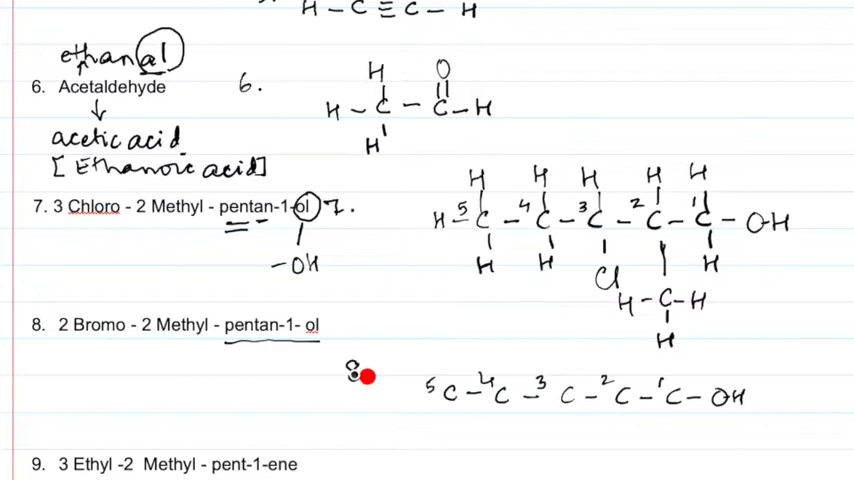 H - C ≡ C - H
ethanal
6. Acetaldehyde
acetic acid
[Ethanoic acid]
6.
H O
H - C - C - H
H
7. 3 Chloro - 2 Methyl - pentan-1-ol
- OH
7.
H H H H H
H - 5 C - 4 C - 3 C - 2 C - 1 C - OH
H H Cl H
H - C - H
H
8. 2 Bromo - 2 Methyl - pentan-1- ol
8
5 C - 4 C - 3 C - 2 C - 1 C - OH
9. 3 Ethyl -2 Methyl - pent-1-ene